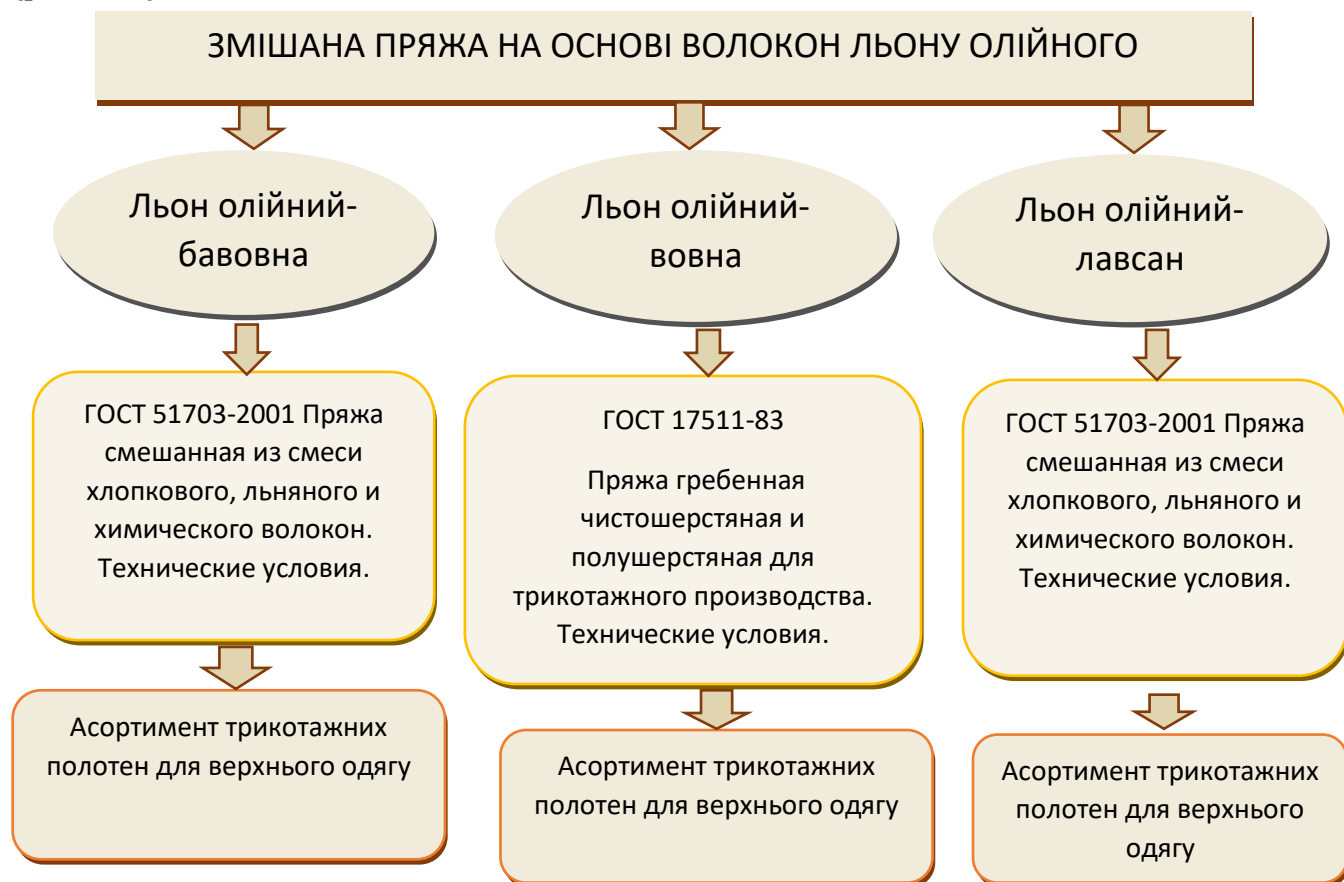 ЗМІШАНА ПРЯЖА НА ОСНОВІ ВОЛОКОН ЛЬОНУ ОЛІЙНОГО
Льон олійний-
бавовна
Льон олійний-
вовна
Льон олійний-
лавсан
ГОСТ 51703-2001 Пряжа
смешанная из смеси
хлопкового, льняного и
химического волокон.
Технические условия.
ГОСТ 17511-83
Пряжа гребенная
чистошерстяная и
полушерстяная для
трикотажного производства.
Технические условия.
ГОСТ 51703-2001 Пряжа
смешанная из смеси
хлопкового, льняного и
химического волокон.
Технические условия.
Асортимент трикотажних
полотен для верхнього одягу
Асортимент трикотажних
полотен для верхнього одягу
Асортимент трикотажних
полотен для верхнього
одягу